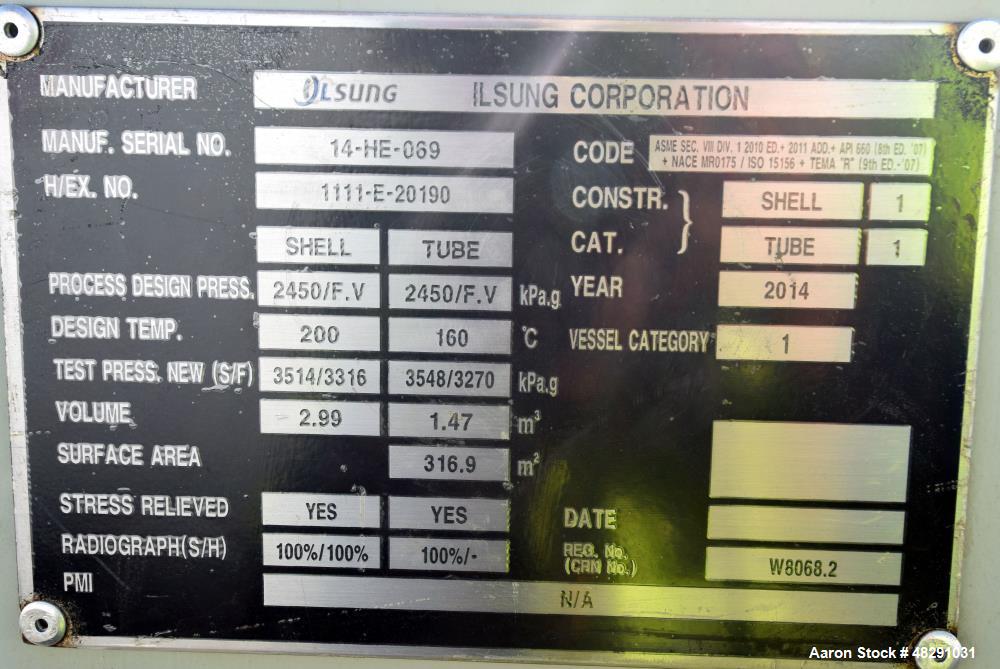 MANUFACTURER ILSUNG ILSUNG CORPORATION
MANUF. SERIAL NO. 14-HE-069
CODE ASME SEC. VIII DIV. 1 2010 ED.+ 2011 ADD.+ API 660 (8th ED. '07)
+ NACE MR0175 / ISO 15156 + TEMA "R" (9th ED.-'07)
H/EX. NO. 1111-E-20190
CONSTR. SHELL 1
CAT. TUBE 1
SHELL TUBE
PROCESS DESIGN PRESS. 2450/F.V 2450/F.V kPa.g
YEAR 2014
DESIGN TEMP. 200 160 °C
VESSEL CATEGORY 1
TEST PRESS. NEW (S/F) 3514/3316 3548/3270 kPa,g
VOLUME 2.99 1.47 m³
SURFACE AREA 316.9 m²
STRESS RELIEVED YES YES
DATE
RADIOGRAPH(S/H) 100%/100% 100%/-
REG. No.
(CRN No.) W8068.2
PMI N/A
Aaron Stock # 48291031